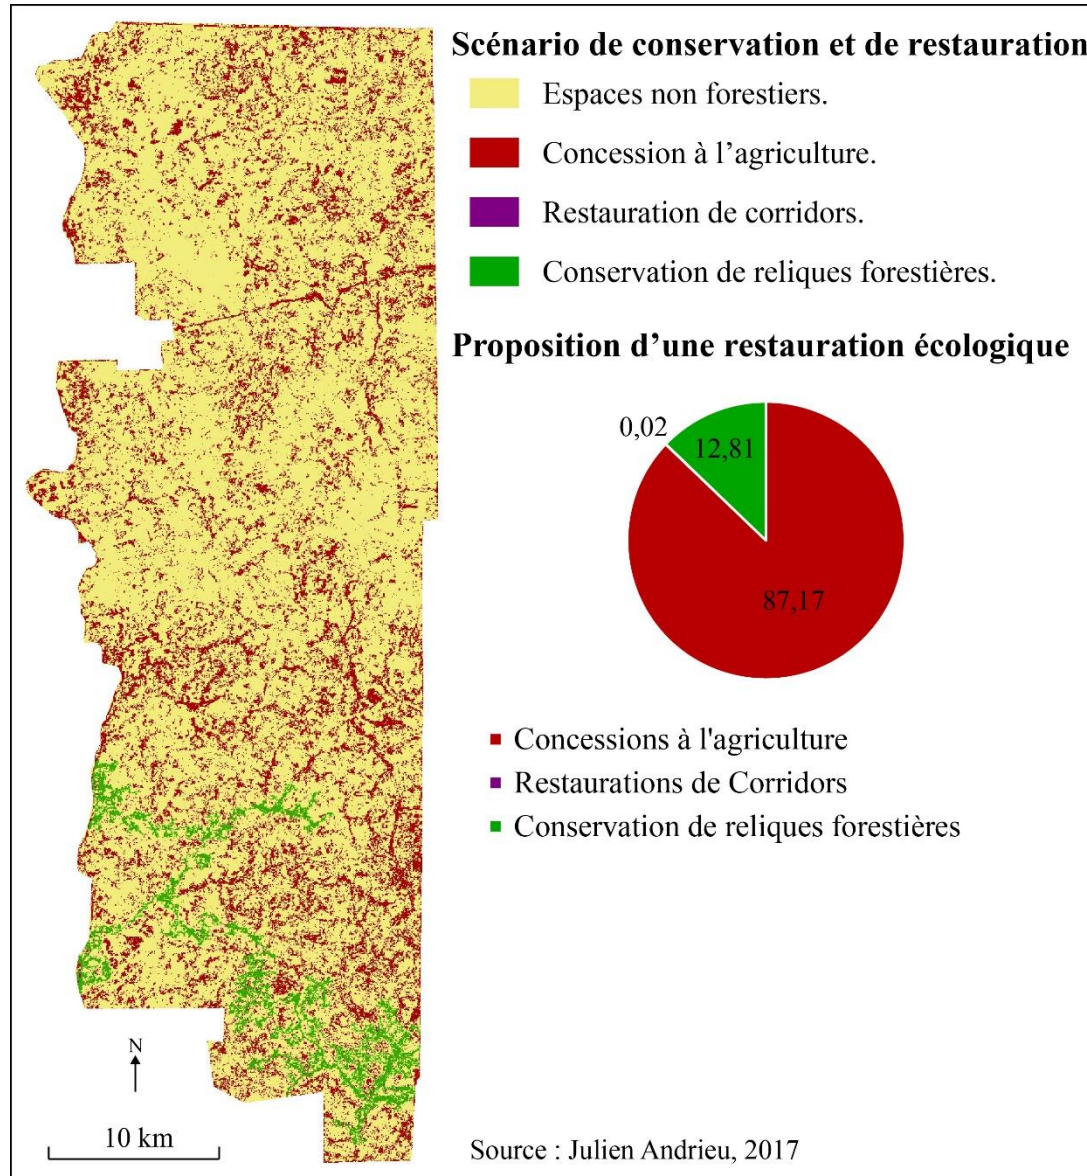 Scénario de conservation et de restauration
Espaces non forestiers.
Concession à l’agriculture.
Restauration de corridors.
Conservation de reliques forestières.
Proposition d’une restauration écologique
0,02
12,81
87,17
Concessions à l'agriculture
Restaurations de Corridors
Conservation de reliques forestières
N
10 km
Source : Julien Andrieu, 2017